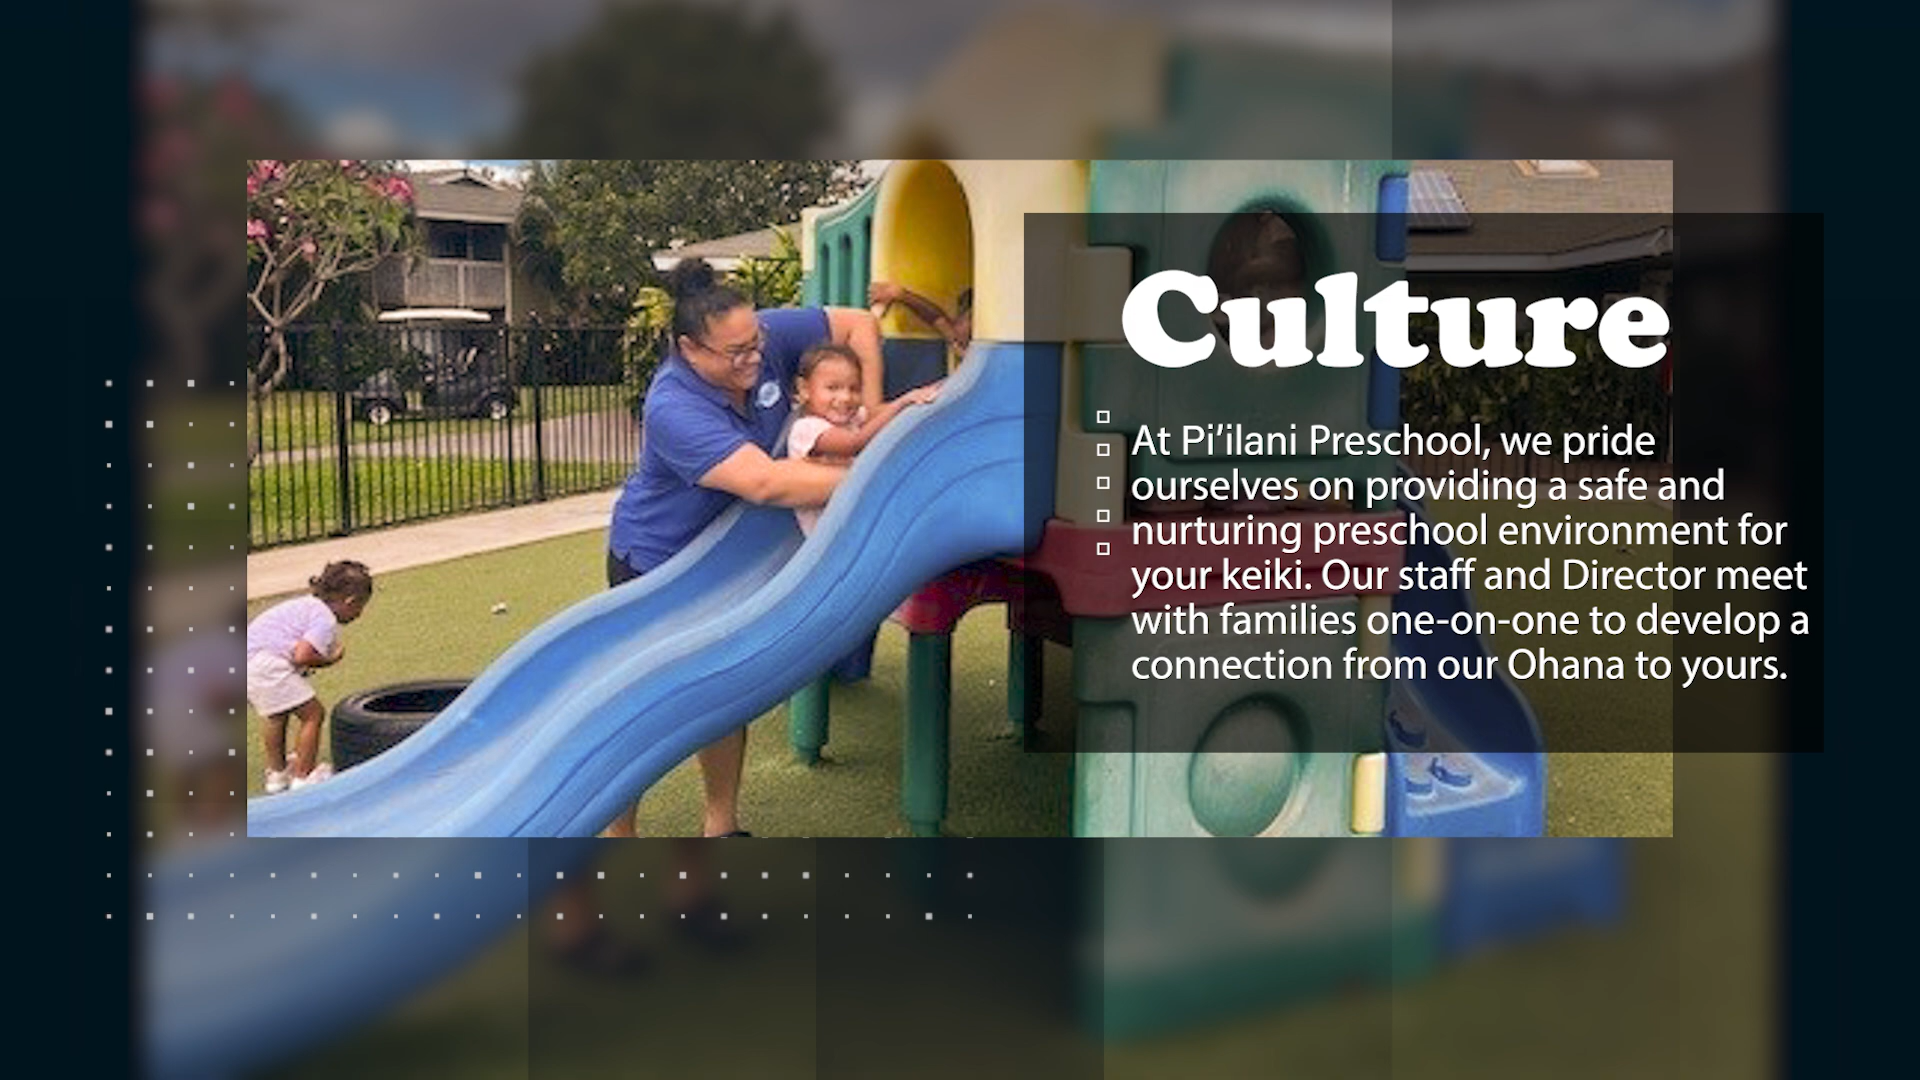 Culture
At Pi’ilani Preschool, we pride
ourselves on providing a safe and
nurturing preschool environment for
your keiki. Our staff and Director meet
with families one-on-one to develop a
connection from our Ohana to yours.